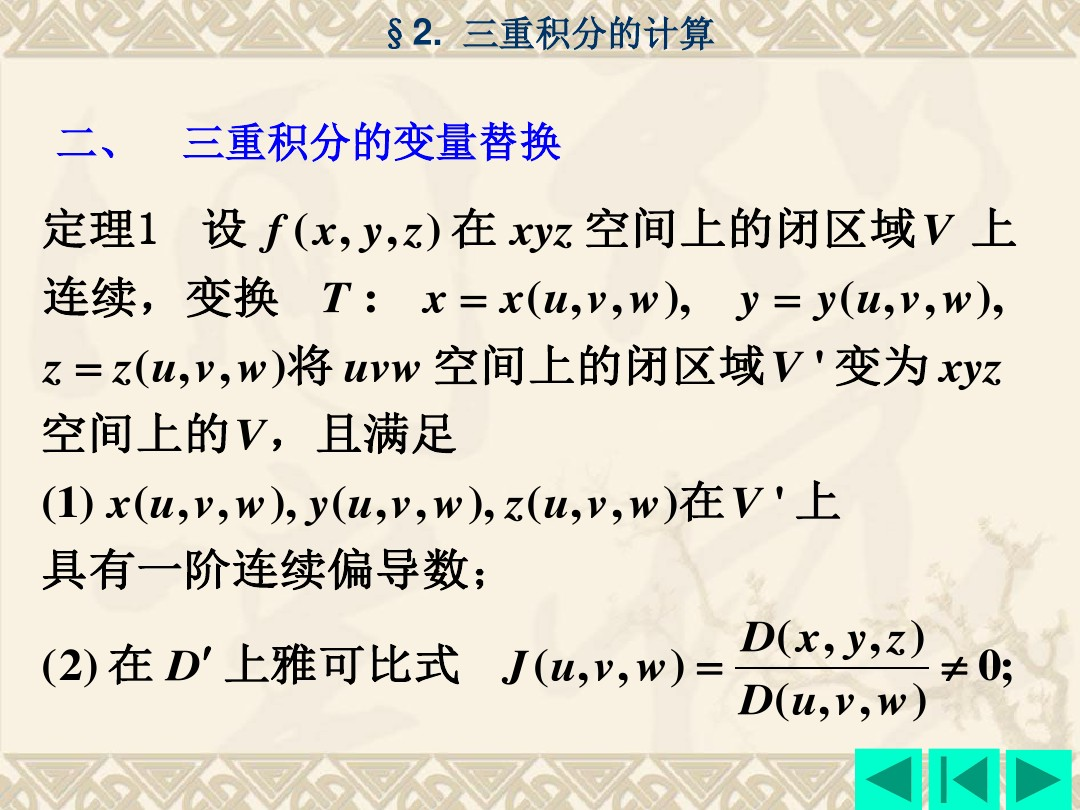 §2. 三重积分的计算
二、 三重积分的变量替换
定理1 设 f (x, y, z) 在 xyz 空间上的闭区域V 上
连续，变换 T： x = x(u,v,w), y = y(u,v,w),
z = z(u,v,w)将 uvw 空间上的闭区域V ' 变为 xyz
空间上的V，且满足
(1) x(u,v,w), y(u,v,w), z(u,v,w)在V ' 上
具有一阶连续偏导数；
(2) 在 D′ 上雅可比式 J(u,v,w) = D(x, y, z) / D(u,v,w) ≠ 0;